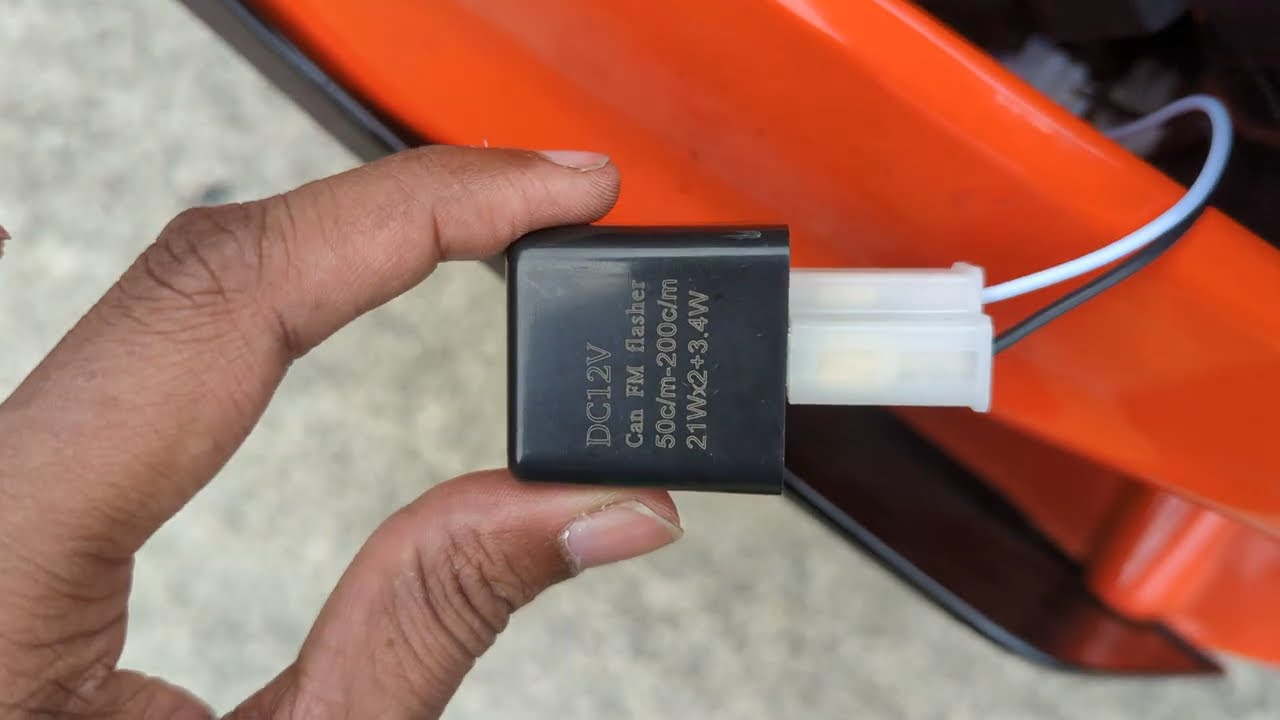 DC12V
Can FM flasher
50c/m-200c/m
21Wx2+3.4W